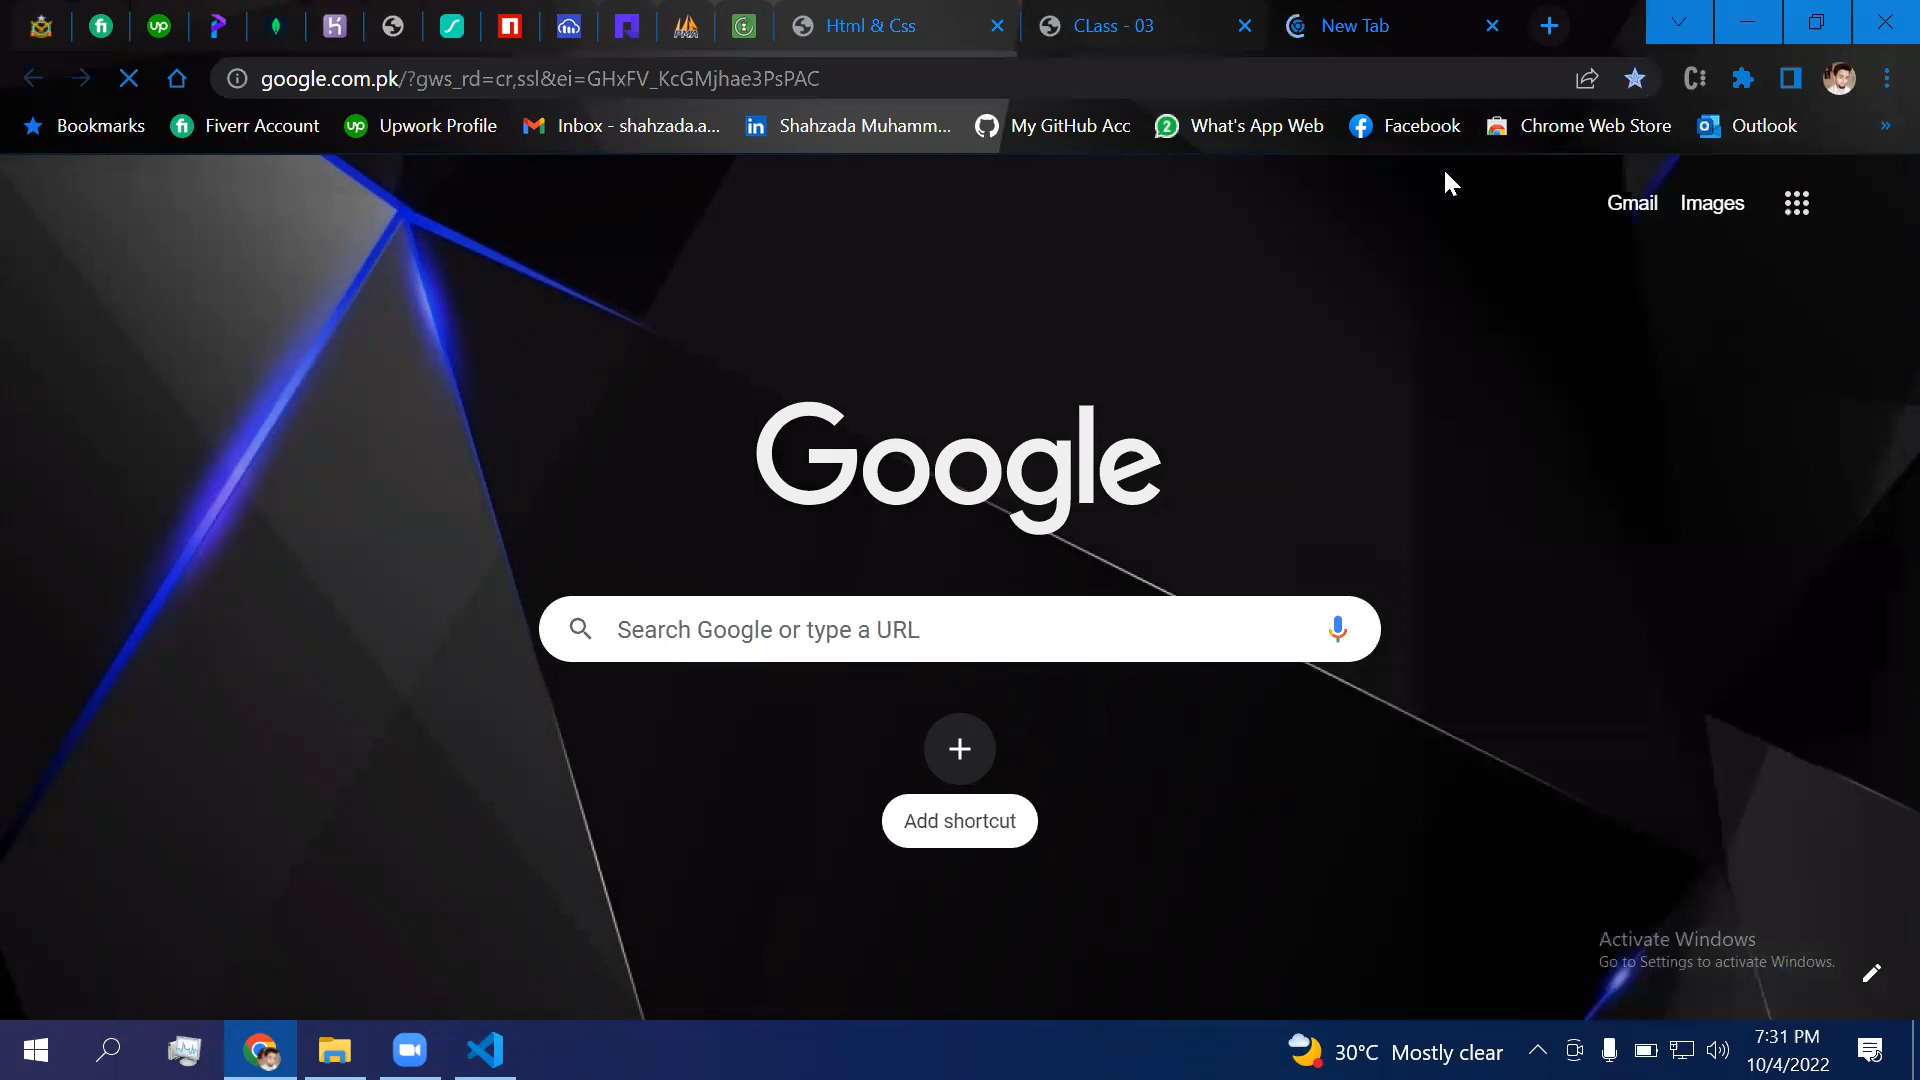 Html & Css
CLass - 03
New Tab
google.com.pk/?gws_rd=cr,ssl&ei=GHxFV_KcGMjhae3PsPAC
Bookmarks
Fiverr Account
Upwork Profile
Inbox - shahzada.a...
Shahzada Muhamm...
My GitHub Acc
What's App Web
Facebook
Chrome Web Store
Outlook
»
Gmail
Images
Google
Search Google or type a URL
Add shortcut
Activate Windows
Go to Settings to activate Windows.
30°C Mostly clear
7:31 PM
10/4/2022